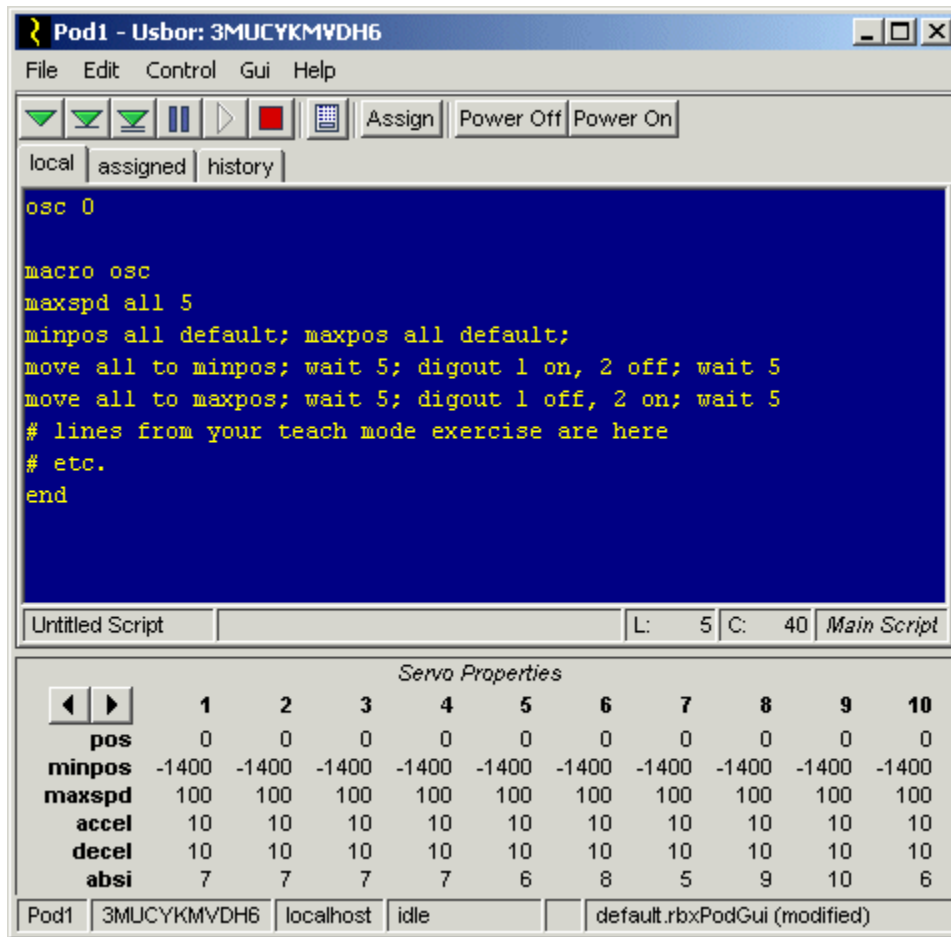 Pod1 - Usbor: 3MUCYKMVDH6
File Edit Control Gui Help
Assign Power Off Power On
local assigned history
osc 0
macro osc
maxspd all 5
minpos all default; maxpos all default;
move all to minpos; wait 5; digout 1 on, 2 off; wait 5
move all to maxpos; wait 5; digout 1 off, 2 on; wait 5
# lines from your teach mode exercise are here
# etc.
end
Untitled Script L: 5 C: 40 Main Script
Servo Properties
1 2 3 4 5 6 7 8 9 10
pos 0 0 0 0 0 0 0 0 0 0
minpos -1400 -1400 -1400 -1400 -1400 -1400 -1400 -1400 -1400 -1400
maxspd 100 100 100 100 100 100 100 100 100 100
accel 10 10 10 10 10 10 10 10 10 10
decel 10 10 10 10 10 10 10 10 10 10
absi 7 7 7 7 6 8 5 9 10 6
Pod1 3MUCYKMVDH6 localhost idle default.rbxPodGui (modified)